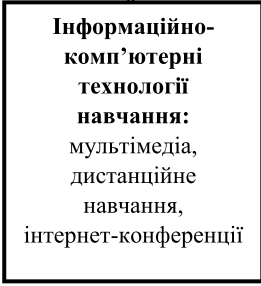 Інформаційно-
комп’ютерні
технології
навчання:
мультімедіа,
дистанційне
навчання,
інтернет-конференції